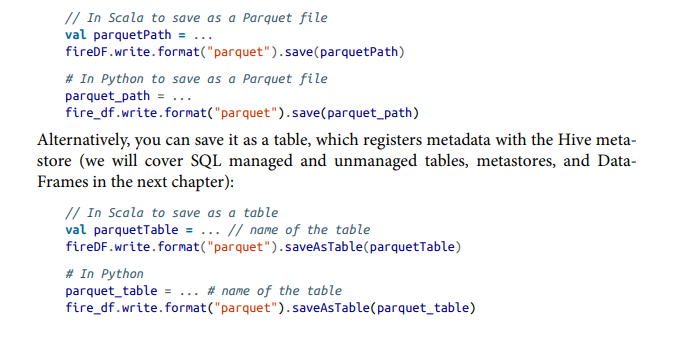 // In Scala to save as a Parquet file
val parquetPath = ...
fireDF.write.format("parquet").save(parquetPath)
# In Python to save as a Parquet file
parquet_path = ...
fire_df.write.format("parquet").save(parquet_path)
Alternatively, you can save it as a table, which registers metadata with the Hive meta-
store (we will cover SQL managed and unmanaged tables, metastores, and Data-
Frames in the next chapter):
// In Scala to save as a table
val parquetTable = ... // name of the table
fireDF.write.format("parquet").saveAsTable(parquetTable)
# In Python
parquet_table = ... # name of the table
fire_df.write.format("parquet").saveAsTable(parquet_table)